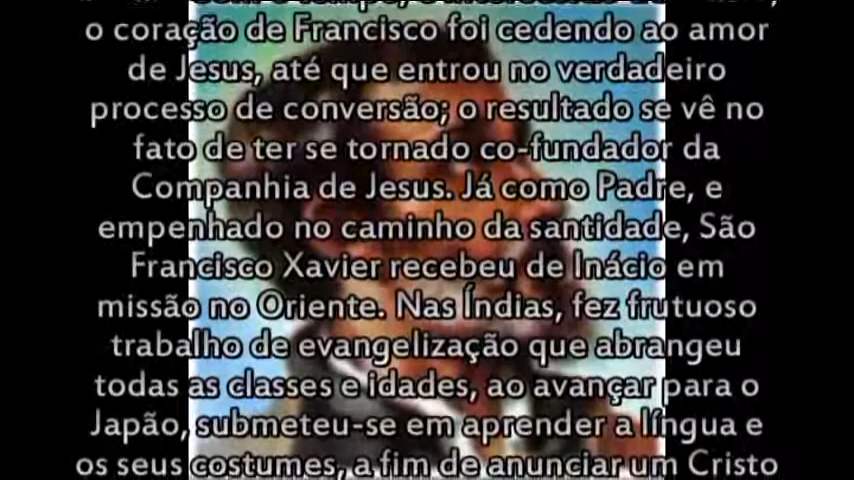 o coração de Francisco foi cedendo ao amor
de Jesus, até que entrou no verdadeiro
processo de conversão; o resultado se vê no
fato de ter se tornado co-fundador da
Companhia de Jesus. Já como Padre, e
empenhado no caminho da santidade, São
Francisco Xavier recebeu de Inácio em
missão no Oriente. Nas Índias, fez frutuoso
trabalho de evangelização que abrangeu
todas as classes e idades, ao avançar para o
Japão, submeteu-se em aprender a língua e
os seus costumes, a fim de anunciar um Cristo